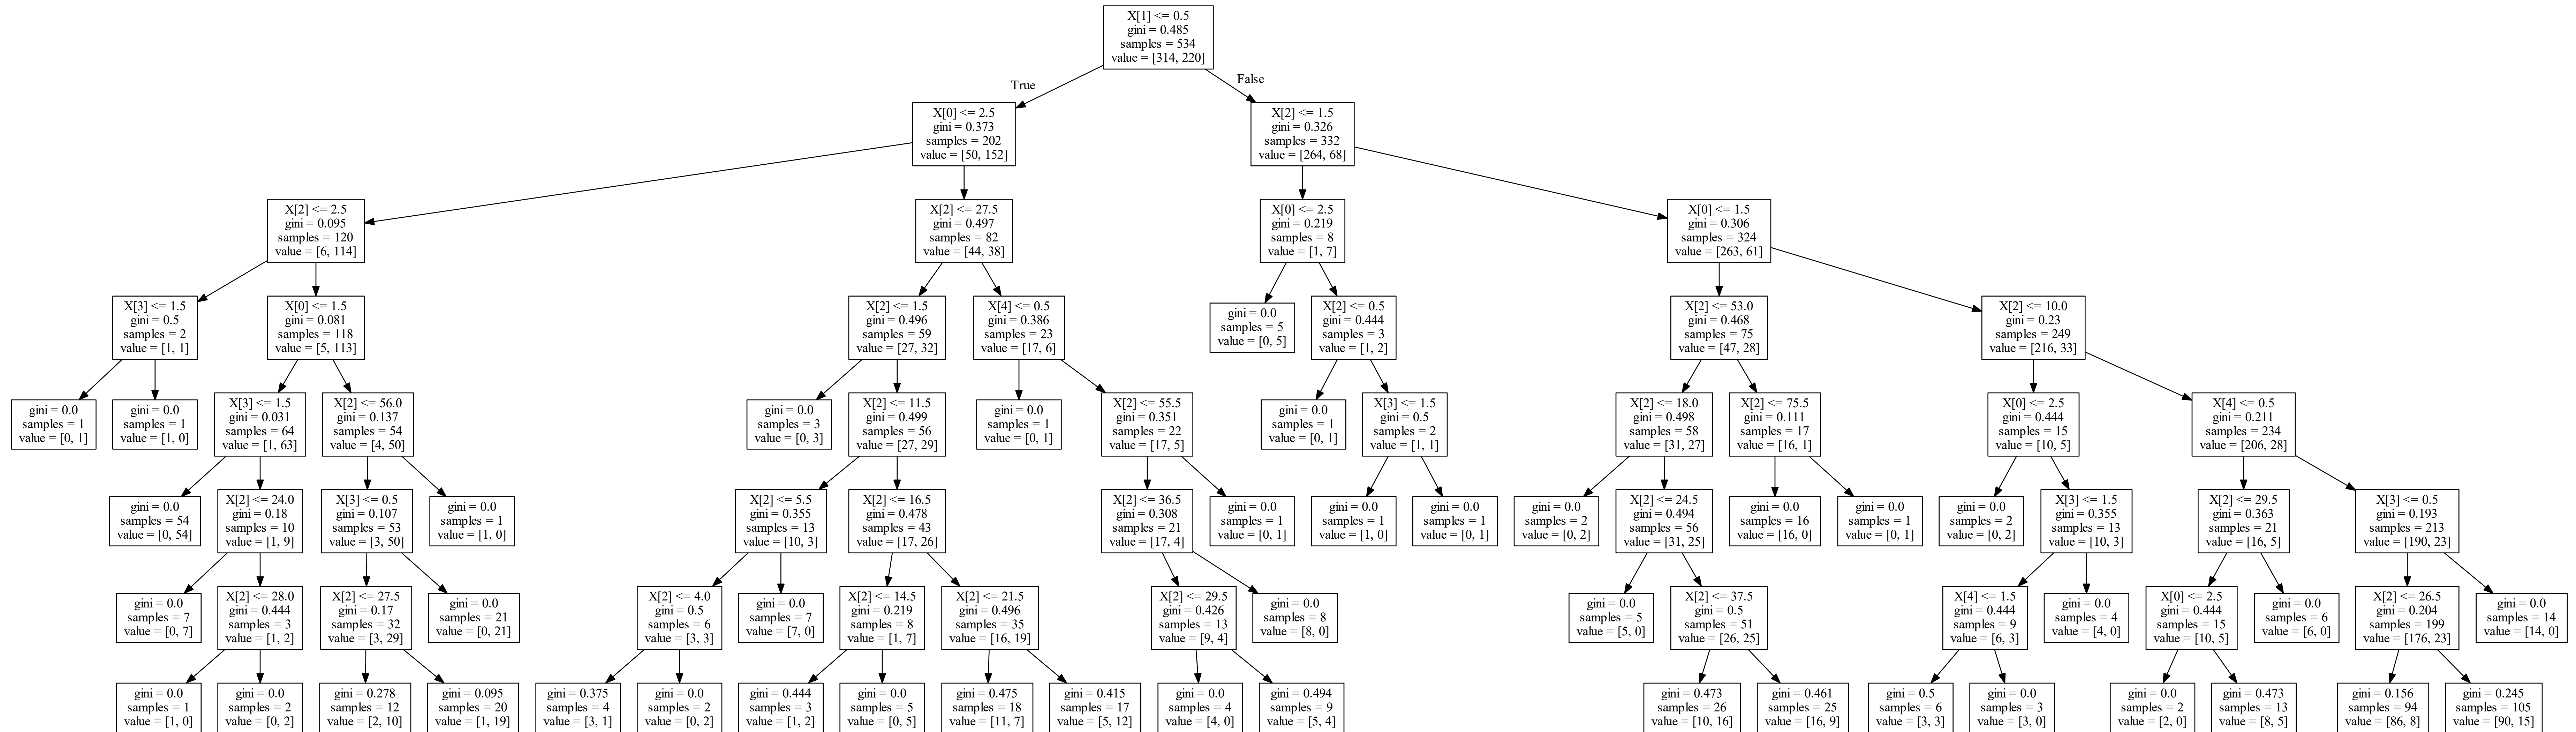 X[1] <= 0.5
gini = 0.485
samples = 534
value = [314, 220]
True
False
X[0] <= 2.5
gini = 0.373
samples = 202
value = [50, 152]
X[2] <= 1.5
gini = 0.326
samples = 332
value = [264, 68]
X[2] <= 2.5
gini = 0.095
samples = 120
value = [6, 114]
X[2] <= 27.5
gini = 0.497
samples = 82
value = [44, 38]
X[0] <= 2.5
gini = 0.219
samples = 8
value = [1, 7]
X[0] <= 1.5
gini = 0.306
samples = 324
value = [263, 61]
X[3] <= 1.5
gini = 0.5
samples = 2
value = [1, 1]
X[0] <= 1.5
gini = 0.081
samples = 118
value = [5, 113]
X[2] <= 1.5
gini = 0.496
samples = 59
value = [27, 32]
X[4] <= 0.5
gini = 0.386
samples = 23
value = [17, 6]
gini = 0.0
samples = 5
value = [0, 5]
X[2] <= 0.5
gini = 0.444
samples = 3
value = [1, 2]
X[2] <= 53.0
gini = 0.468
samples = 75
value = [47, 28]
X[2] <= 10.0
gini = 0.23
samples = 249
value = [216, 33]
gini = 0.0
samples = 1
value = [0, 1]
gini = 0.0
samples = 1
value = [1, 0]
X[3] <= 1.5
gini = 0.031
samples = 64
value = [1, 63]
X[2] <= 56.0
gini = 0.137
samples = 54
value = [4, 50]
gini = 0.0
samples = 3
value = [0, 3]
X[2] <= 11.5
gini = 0.499
samples = 56
value = [27, 29]
gini = 0.0
samples = 1
value = [0, 1]
X[2] <= 55.5
gini = 0.351
samples = 22
value = [17, 5]
gini = 0.0
samples = 1
value = [0, 1]
X[3] <= 1.5
gini = 0.5
samples = 2
value = [1, 1]
X[2] <= 18.0
gini = 0.498
samples = 58
value = [31, 27]
X[2] <= 75.5
gini = 0.111
samples = 17
value = [16, 1]
X[0] <= 2.5
gini = 0.444
samples = 15
value = [10, 5]
X[4] <= 0.5
gini = 0.211
samples = 234
value = [206, 28]
gini = 0.0
samples = 54
value = [0, 54]
X[2] <= 24.0
gini = 0.18
samples = 10
value = [1, 9]
X[3] <= 0.5
gini = 0.107
samples = 53
value = [3, 50]
gini = 0.0
samples = 1
value = [1, 0]
X[2] <= 5.5
gini = 0.355
samples = 13
value = [10, 3]
X[2] <= 16.5
gini = 0.478
samples = 43
value = [17, 26]
X[2] <= 36.5
gini = 0.308
samples = 21
value = [17, 4]
gini = 0.0
samples = 1
value = [0, 1]
gini = 0.0
samples = 1
value = [1, 0]
gini = 0.0
samples = 1
value = [0, 1]
gini = 0.0
samples = 2
value = [0, 2]
X[2] <= 24.5
gini = 0.494
samples = 56
value = [31, 25]
gini = 0.0
samples = 16
value = [16, 0]
gini = 0.0
samples = 1
value = [0, 1]
gini = 0.0
samples = 2
value = [0, 2]
X[3] <= 1.5
gini = 0.355
samples = 13
value = [10, 3]
X[2] <= 29.5
gini = 0.363
samples = 21
value = [16, 5]
X[3] <= 0.5
gini = 0.193
samples = 213
value = [190, 23]
gini = 0.0
samples = 7
value = [0, 7]
X[2] <= 28.0
gini = 0.444
samples = 3
value = [1, 2]
X[2] <= 27.5
gini = 0.17
samples = 32
value = [3, 29]
gini = 0.0
samples = 21
value = [0, 21]
X[2] <= 4.0
gini = 0.5
samples = 6
value = [3, 3]
gini = 0.0
samples = 7
value = [7, 0]
X[2] <= 14.5
gini = 0.219
samples = 8
value = [1, 7]
X[2] <= 21.5
gini = 0.496
samples = 35
value = [16, 19]
X[2] <= 29.5
gini = 0.426
samples = 13
value = [9, 4]
gini = 0.0
samples = 8
value = [8, 0]
gini = 0.0
samples = 5
value = [5, 0]
X[2] <= 37.5
gini = 0.5
samples = 51
value = [26, 25]
X[4] <= 1.5
gini = 0.444
samples = 9
value = [6, 3]
gini = 0.0
samples = 4
value = [4, 0]
X[0] <= 2.5
gini = 0.444
samples = 15
value = [10, 5]
gini = 0.0
samples = 6
value = [6, 0]
X[2] <= 26.5
gini = 0.204
samples = 199
value = [176, 23]
gini = 0.0
samples = 14
value = [14, 0]
gini = 0.0
samples = 1
value = [1, 0]
gini = 0.0
samples = 2
value = [0, 2]
gini = 0.278
samples = 12
value = [2, 10]
gini = 0.095
samples = 20
value = [1, 19]
gini = 0.375
samples = 4
value = [3, 1]
gini = 0.0
samples = 2
value = [0, 2]
gini = 0.444
samples = 3
value = [1, 2]
gini = 0.0
samples = 5
value = [0, 5]
gini = 0.475
samples = 18
value = [11, 7]
gini = 0.415
samples = 17
value = [5, 12]
gini = 0.0
samples = 4
value = [4, 0]
gini = 0.494
samples = 9
value = [5, 4]
gini = 0.473
samples = 26
value = [10, 16]
gini = 0.461
samples = 25
value = [16, 9]
gini = 0.5
samples = 6
value = [3, 3]
gini = 0.0
samples = 3
value = [3, 0]
gini = 0.0
samples = 2
value = [2, 0]
gini = 0.473
samples = 13
value = [8, 5]
gini = 0.156
samples = 94
value = [86, 8]
gini = 0.245
samples = 105
value = [90, 15]